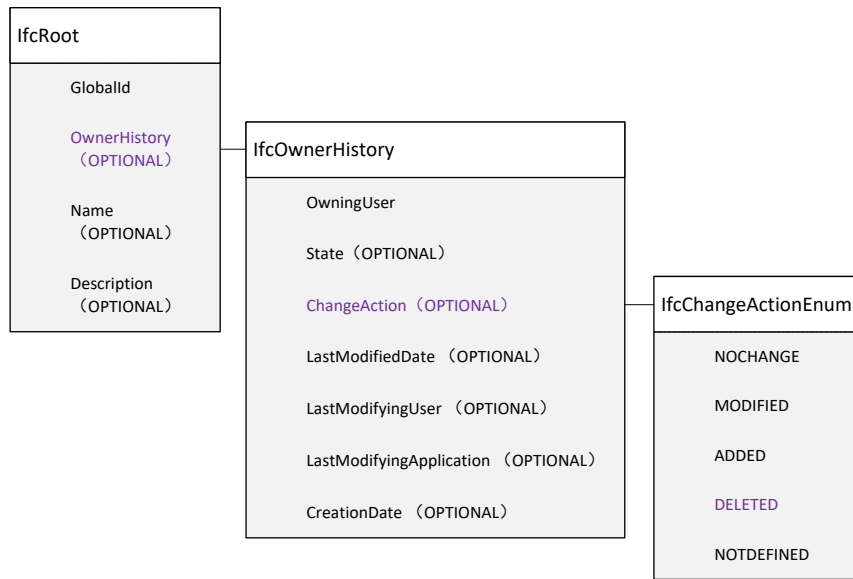 IfcRoot
GlobalId
OwnerHistory
（OPTIONAL）
Name
（OPTIONAL）
Description
（OPTIONAL）
IfcOwnerHistory
OwningUser
State（OPTIONAL）
ChangeAction（OPTIONAL）
LastModifiedDate （OPTIONAL）
LastModifyingUser（OPTIONAL）
LastModifyingApplication （OPTIONAL）
CreationDate （OPTIONAL）
IfcChangeActionEnum
NOCHANGE
MODIFIED
ADDED
DELETED
NOTDEFINED